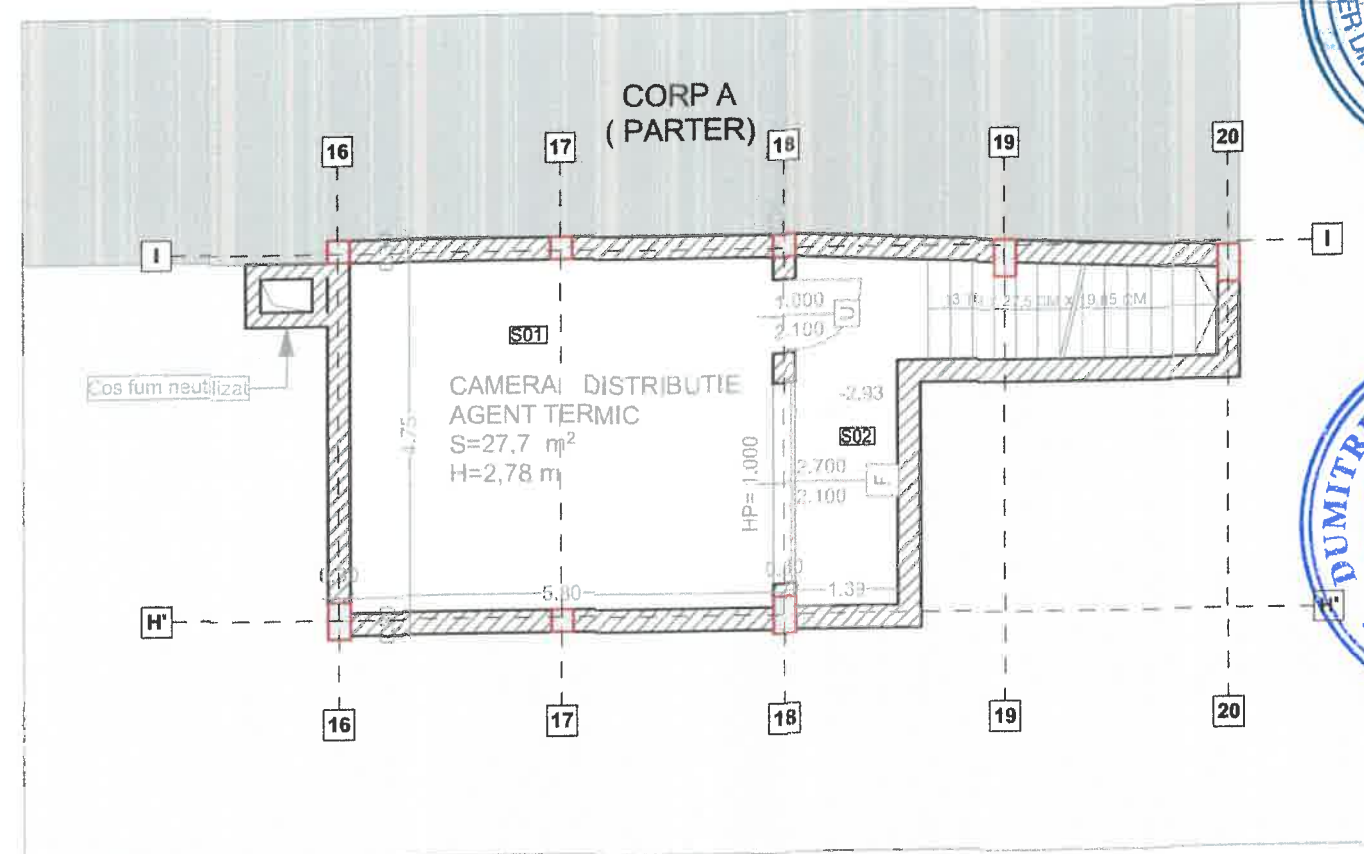 CORP A
( PARTER)
16
17
18
19
20
I
I
1.000
2.100
U
S01
Cos fum neutilizat
CAMERA DISTRIBUTIE
AGENT TERMIC
S=27,7 m²
H=2,78 m
4.75
-2.93
S02
HP= 1.000
2.700
2.100
F
5.80
1.39
H'
H'
16
17
18
19
20
DUMITR